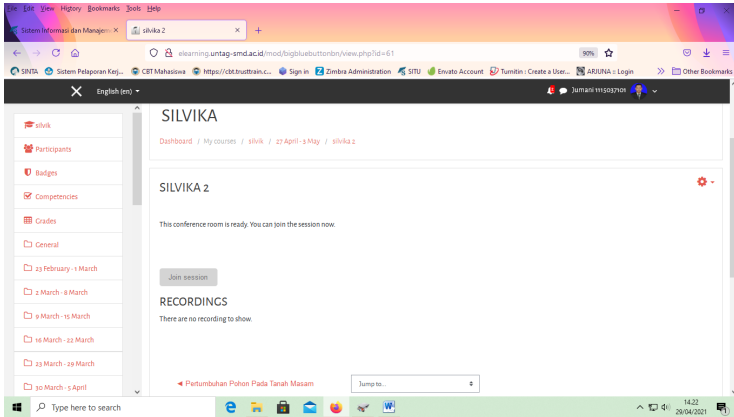 File Edit View History Bookmarks Tools Help
Sistem Informasi dan Manajem
silvika 2
elearning.untag-smd.ac.id/mod/bigbluebuttonbn/view.php?id=61
90%
SINTA Sistem Pelaporan Kerj... CBT Mahasiswa https://cbt.trusttrain.c... Sign in Zimbra Administration SITU Envato Account Turnitin : Create a User... ARJUNA :: Login Other Bookmarks
English (en)
Jumani 1115037101
silvik
Participants
Badges
Competencies
Grades
General
23 February - 1 March
2 March - 8 March
9 March - 15 March
16 March - 22 March
23 March - 29 March
30 March - 5 April
SILVIKA
Dashboard / My courses / silvik / 27 April - 3 May / silvika 2
SILVIKA 2
This conference room is ready. You can join the session now.
Join session
RECORDINGS
There are no recording to show.
◄ Pertumbuhan Pohon Pada Tanah Masam
Jump to...
Type here to search
14.22
29/04/2021